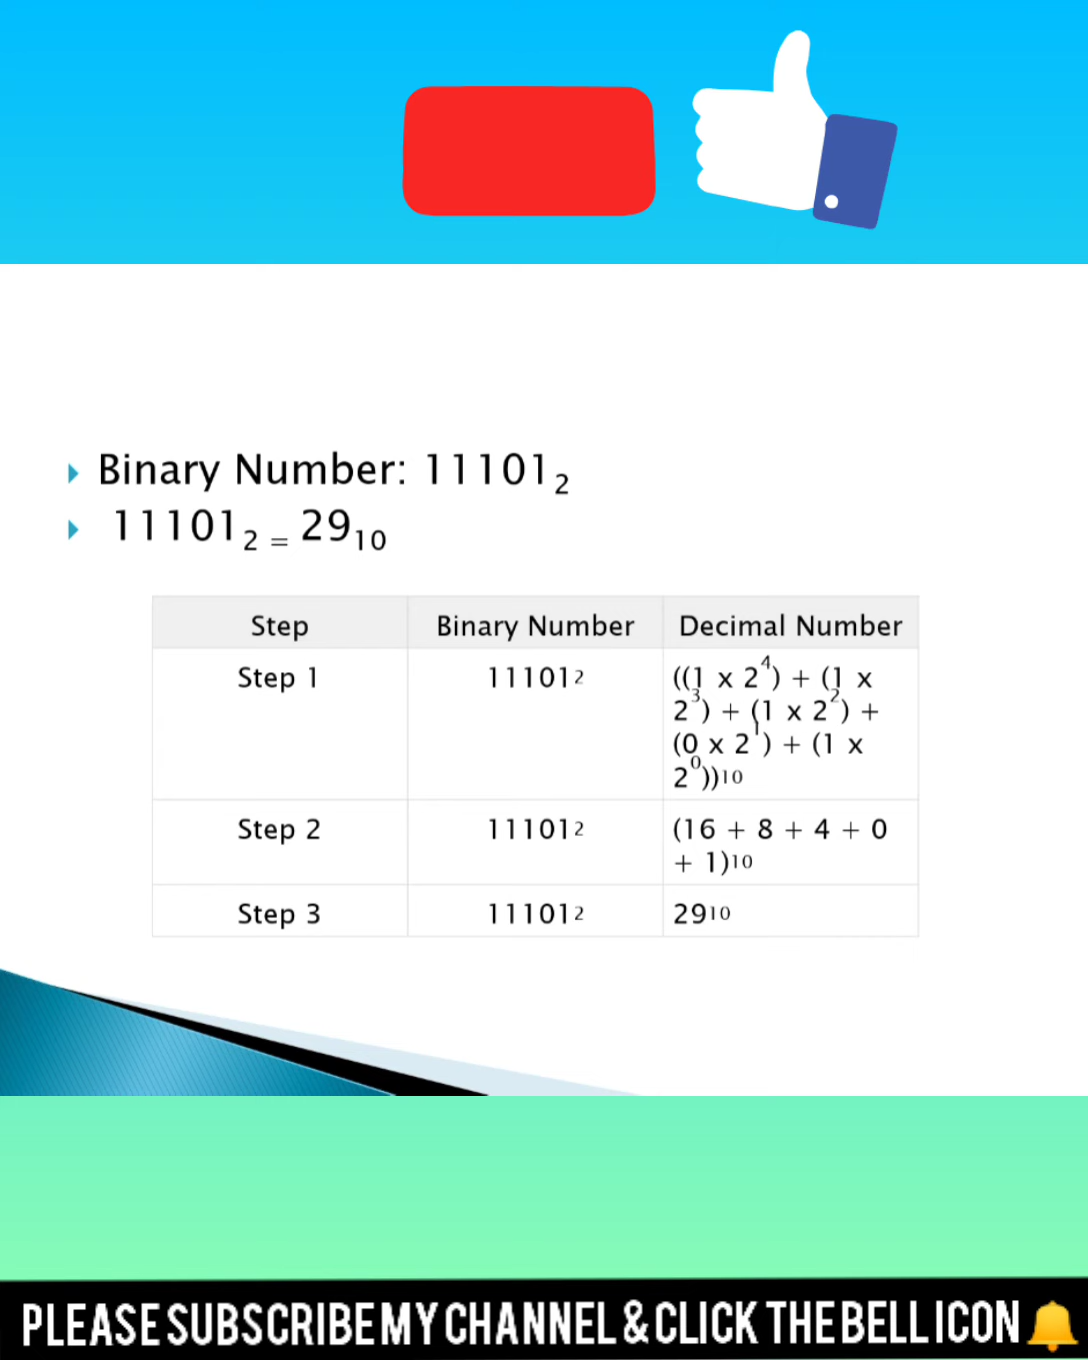 Binary Number: 11101₂
11101₂ = 29₁₀
Step Binary Number Decimal Number
Step 1 11101₂ ((1 x 2⁴) + (1 x
2³) + (1 x 2²) +
(0 x 2¹) + (1 x
2⁰))₁₀
Step 2 11101₂ (16 + 8 + 4 + 0
+ 1)₁₀
Step 3 11101₂ 29₁₀
PLEASE SUBSCRIBE MY CHANNEL & CLICK THE BELL ICON 🔔